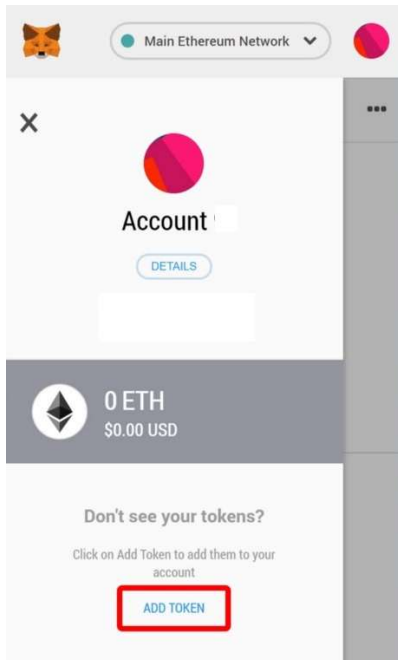 Main Ethereum Network
Account
DETAILS
0 ETH
$0.00 USD
Don't see your tokens?
Click on Add Token to add them to your
account
ADD TOKEN